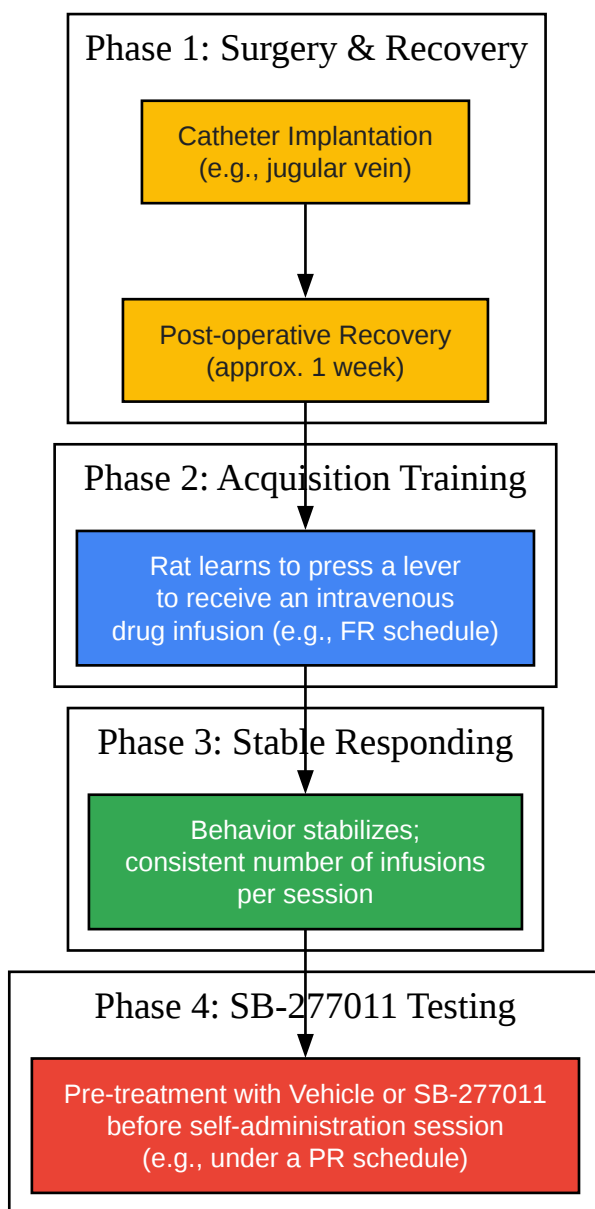 Phase 1: Surgery & Recovery
Catheter Implantation
(e.g., jugular vein)
Post-operative Recovery
(approx. 1 week)
Phase 2: Acquisition Training
Rat learns to press a lever
to receive an intravenous
drug infusion (e.g., FR schedule)
Phase 3: Stable Responding
Behavior stabilizes;
consistent number of infusions
per session
Phase 4: SB-277011 Testing
Pre-treatment with Vehicle or SB-277011
before self-administration session
(e.g., under a PR schedule)